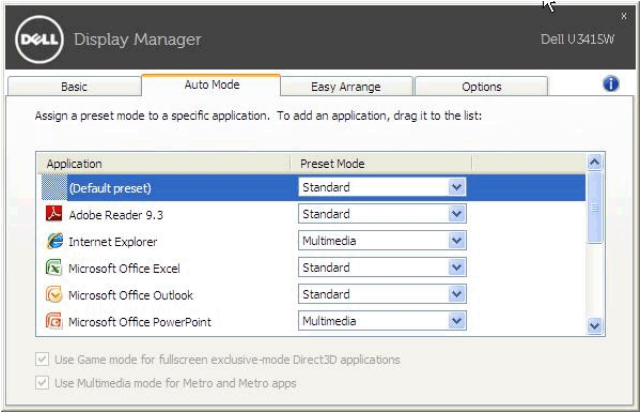 DELL Display Manager
x
Dell U3415W
Basic Auto Mode Easy Arrange Options i
Assign a preset mode to a specific application. To add an application, drag it to the list:
Application Preset Mode
(Default preset) Standard
Adobe Reader 9.3 Standard
Internet Explorer Multimedia
Microsoft Office Excel Standard
Microsoft Office Outlook Standard
Microsoft Office PowerPoint Multimedia
Use Game mode for fullscreen exclusive-mode Direct3D applications
Use Multimedia mode for Metro and Metro apps